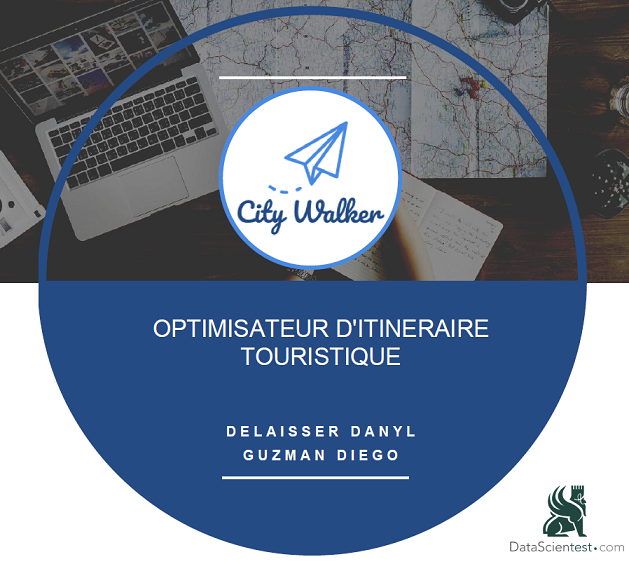 City Walker
OPTIMISATEUR D'ITINERAIRE
TOURISTIQUE
DELAISSER DANYL
GUZMAN DIEGO
DataScientest.com